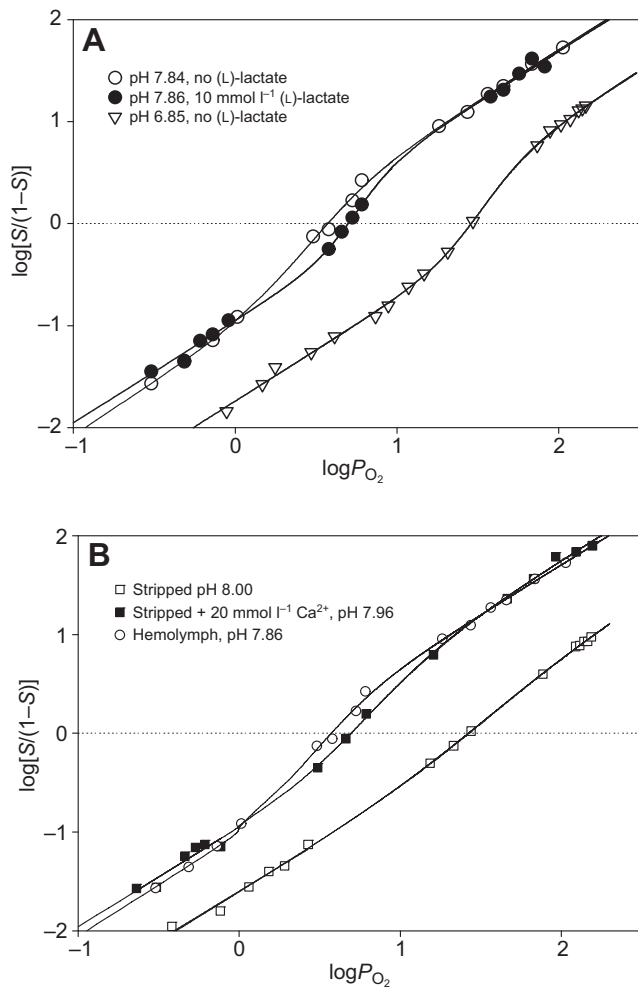 A
pH 7.84, no (L)-lactate
pH 7.86, 10 mmol l⁻¹ (L)-lactate
pH 6.85, no (L)-lactate
log[S/(1–S)]
2
1
0
–1
–2
–1
0
1
2
logP_O₂
B
Stripped pH 8.00
Stripped + 20 mmol l⁻¹ Ca²⁺, pH 7.96
Hemolymph, pH 7.86
log[S/(1–S)]
2
1
0
–1
–2
–1
0
1
2
logP_O₂